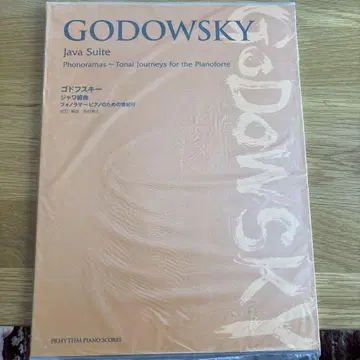 GODOWSKY
Java Suite
Phonoramas ~ Tonal Journeys for the Pianoforte
ゴドフスキー
ジャワ組曲
フォノラマ〜ピアノのための音紀行
GODOWSKY
PRHYTHM PIANO SCORES